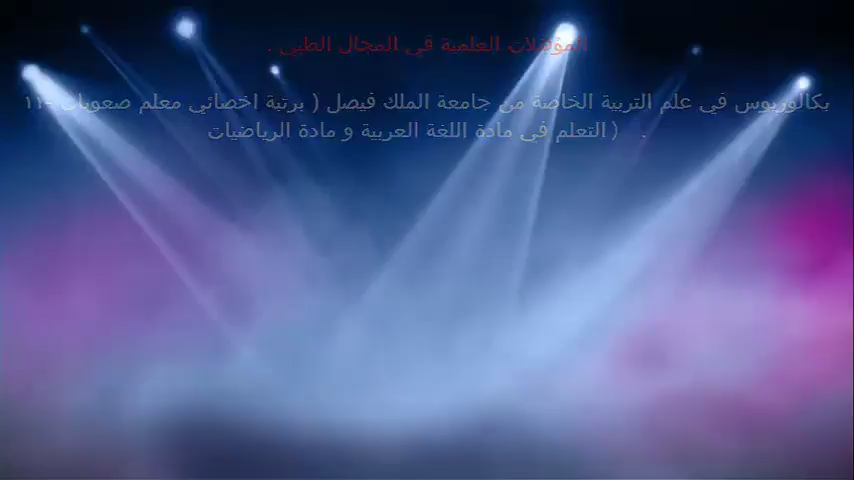 المؤهلات العلمية في المجال الطبي .
١١- بكالوريوس في علم التربية الخاصة من جامعة الملك فيصل ( برتبة اخصائي معلم صعوبات
التعلم في مادة اللغة العربية و مادة الرياضيات ) .